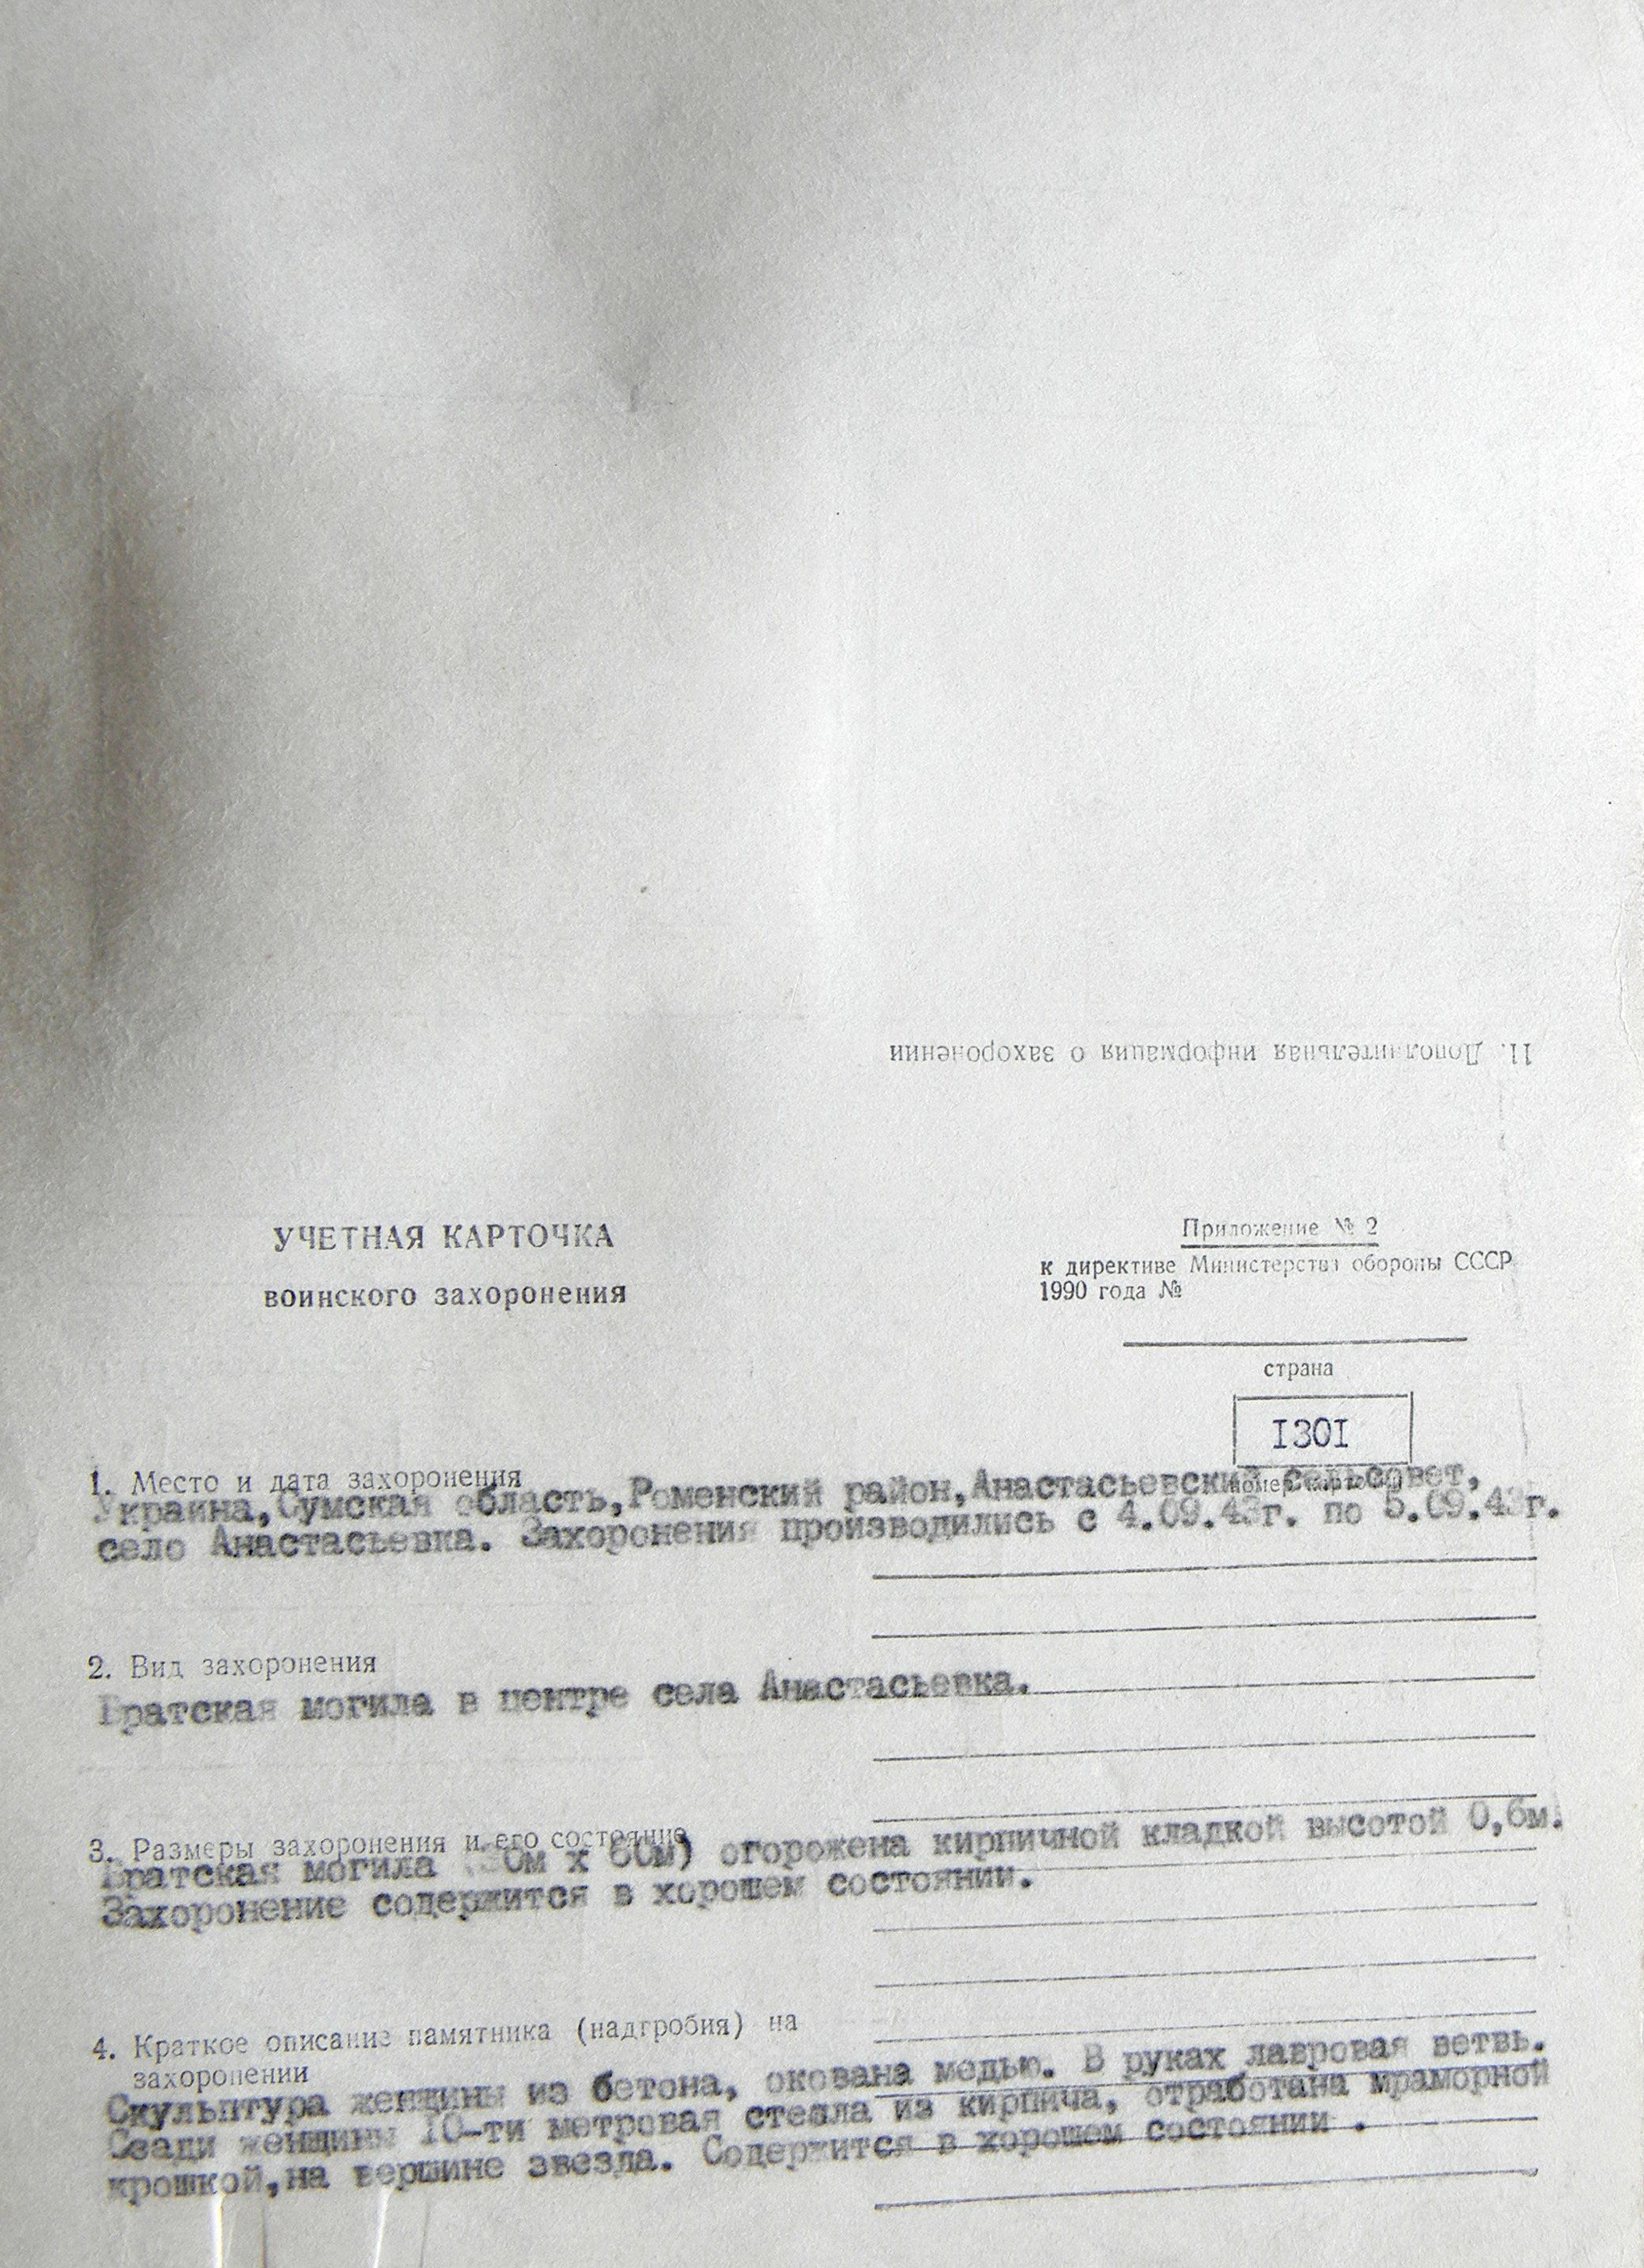 11. Дополнительная информация о захоронении
УЧЕТНАЯ КАРТОЧКА
воинского захоронения
Приложение № 2
к директиве Министерства обороны СССР
1990 года №
страна
I30I
1. Место и дата захоронения
Украина,Сумская область,Роменский район,Анастасьевский сельсовет,
село Анастасьевка. Захоронения производились с 4.09.43г. по 5.09.43г.
2. Вид захоронения
Братская могила в центре села Анастасьевка.
3. Размеры захоронения и его состояние
Братская могила огорожена кирпичной кладкой высотой 0,6м.
Захоронение содержится в хорошем состоянии.
4. Краткое описание памятника (надгробия) на
захоронении
Скульптура женщины из бетона, окована медью. В руках лавровая ветвь.
Сзади женщины 10-ти метровая стелла из кирпича, отработана мраморной
крошкой,на вершине звезда. Содержится в хорошем состоянии .